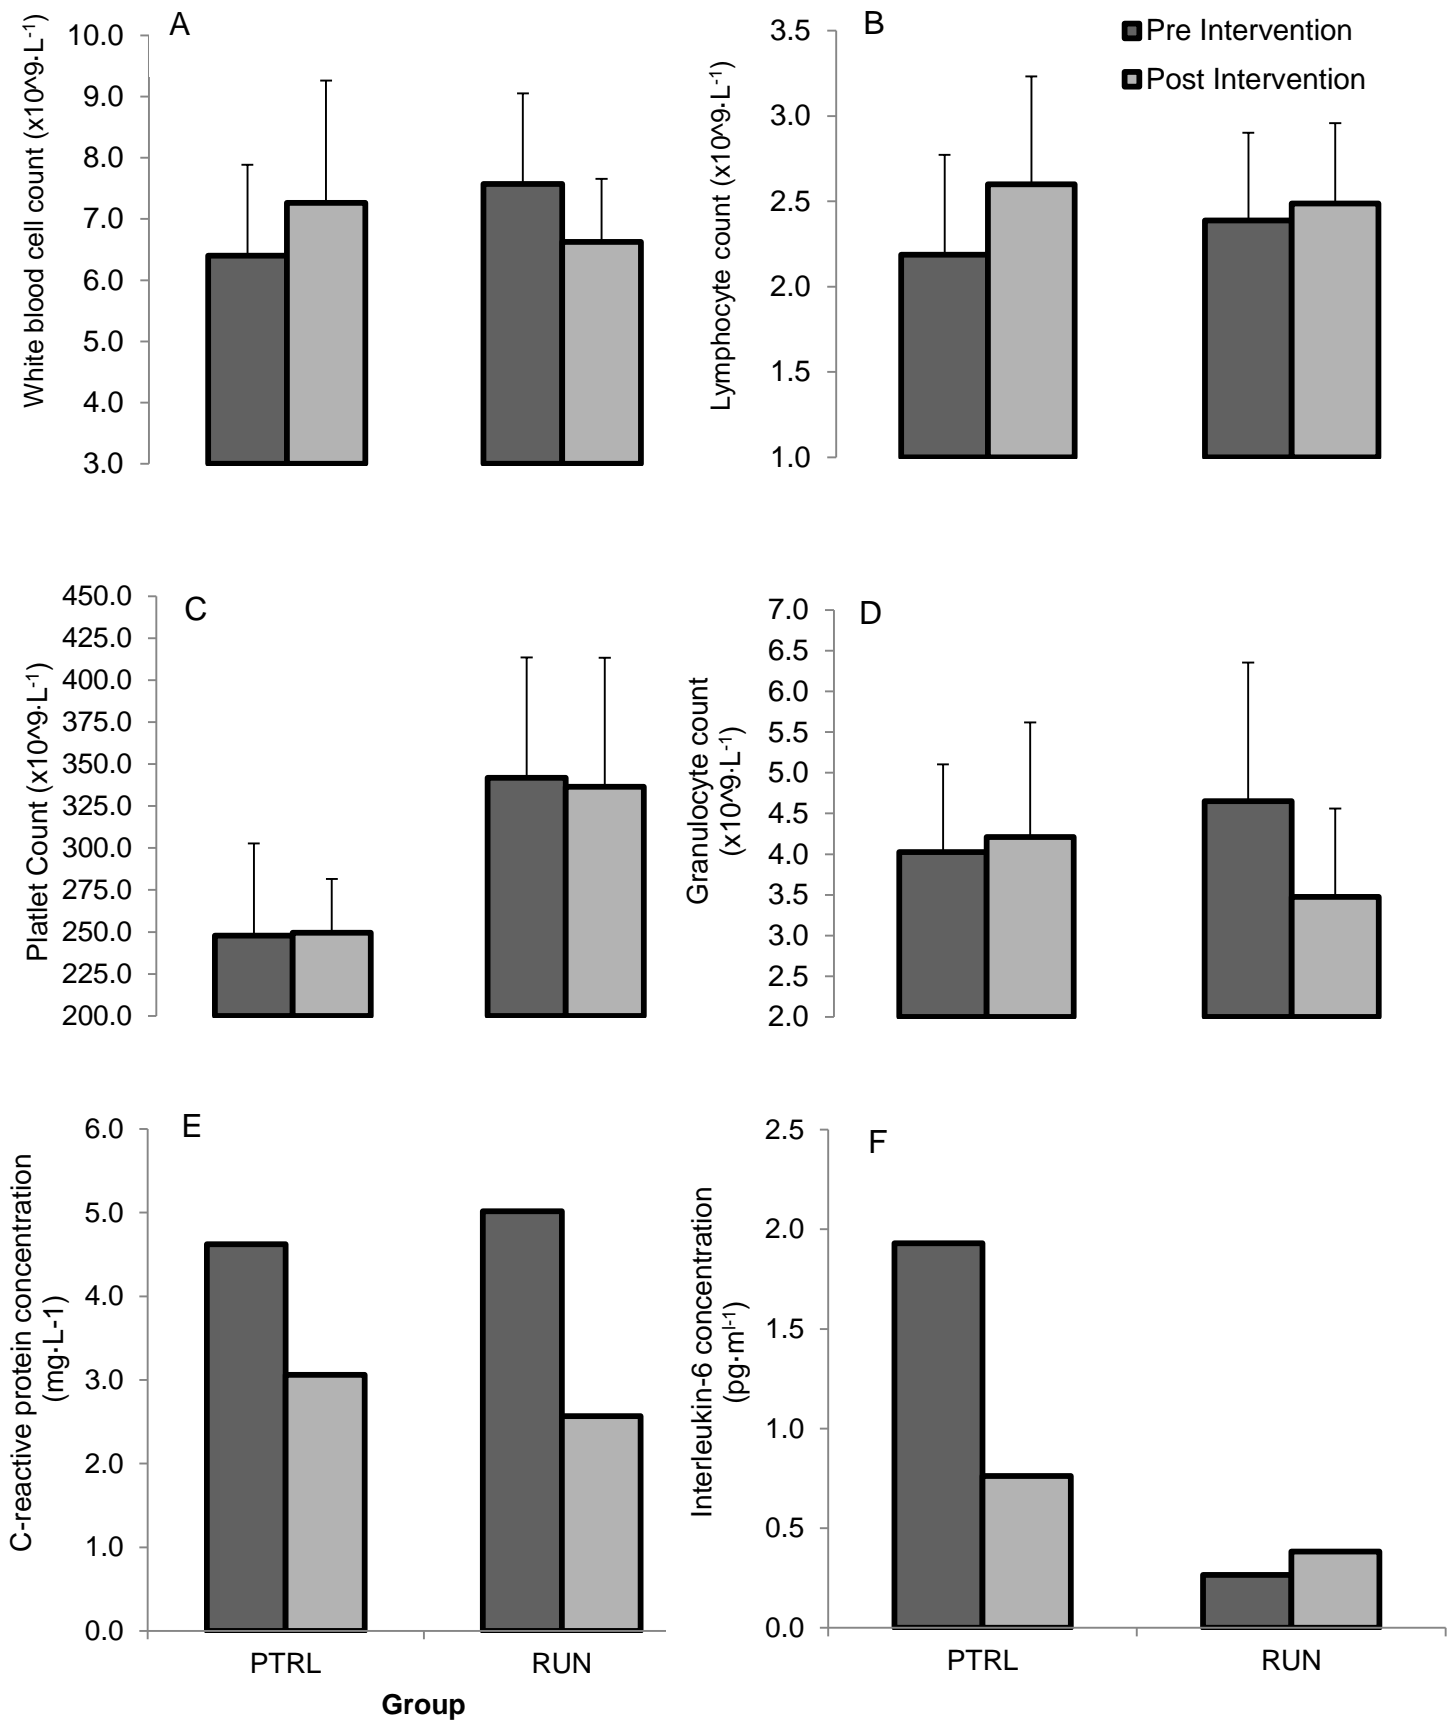 A
White blood cell count (x10^9·L-1)
10.0
9.0
8.0
7.0
6.0
5.0
4.0
3.0
B
Pre Intervention
Post Intervention
Lymphocyte count (x10^9·L-1)
3.5
3.0
2.5
2.0
1.5
1.0
C
Platlet Count (x10^9·L-1)
450.0
425.0
400.0
375.0
350.0
325.0
300.0
275.0
250.0
225.0
200.0
D
Granulocyte count
(x10^9·L-1)
7.0
6.5
6.0
5.5
5.0
4.5
4.0
3.5
3.0
2.5
2.0
E
C-reactive protein concentration
(mg·L-1)
6.0
5.0
4.0
3.0
2.0
1.0
0.0
PTRL
RUN
Group
F
Interleukin-6 concentration
(pg·ml-1)
2.5
2.0
1.5
1.0
0.5
0.0
PTRL
RUN